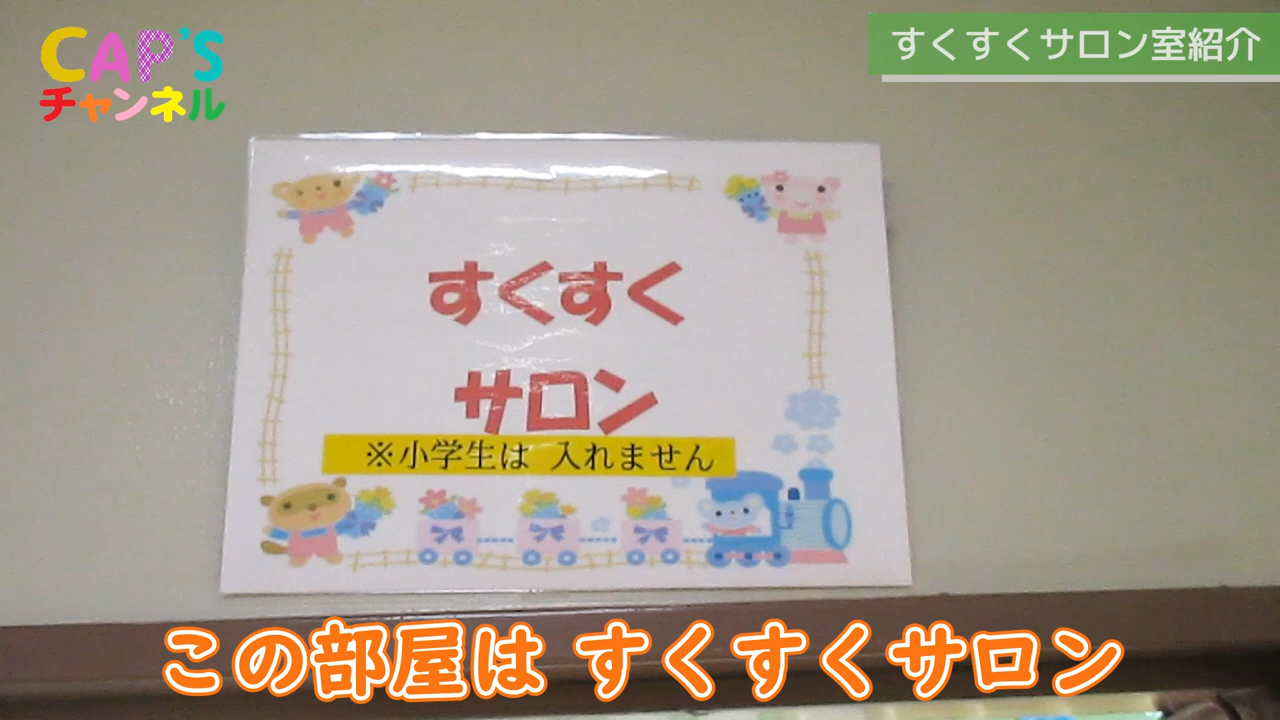 CAP'S
チャンネル
すくすくサロン室紹介
すくすく
サロン
※小学生は 入れません
この部屋は すくすくサロン